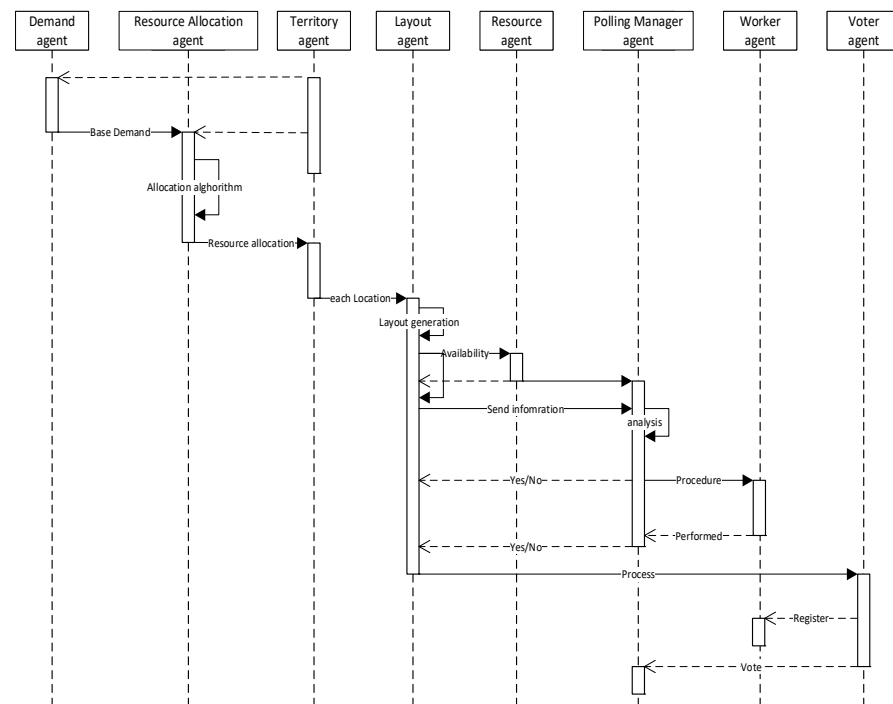 Demand
agent
Resource Allocation
agent
Territory
agent
Layout
agent
Resource
agent
Polling Manager
agent
Worker
agent
Voter
agent
Base Demand
Allocation alghorithm
Resource allocation
each Location
Layout generation
Availability
Send infomration
analysis
Yes/No
Procedure
Performed
Yes/No
Process
Register
Vote